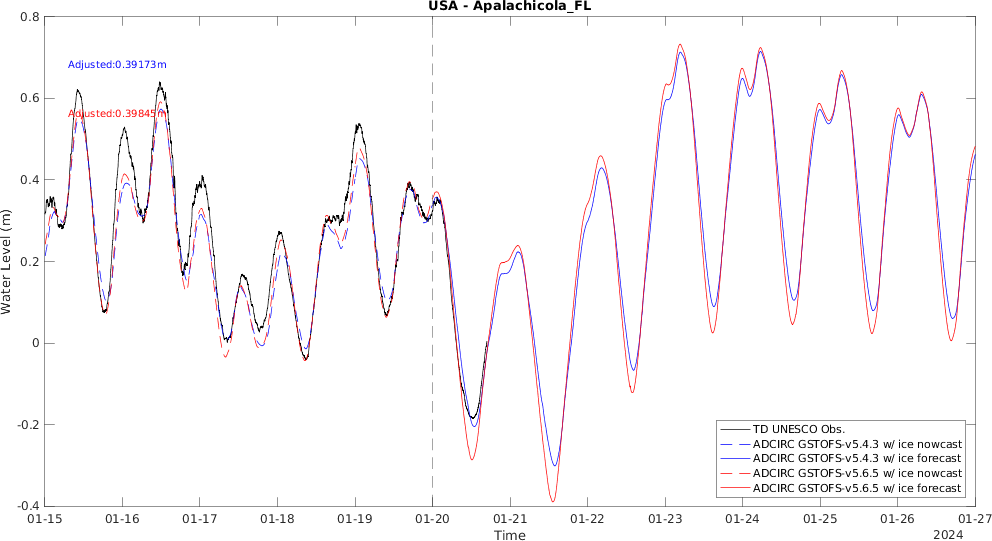 USA - Apalachicola_FL
0.8
0.6
0.4
0.2
0
-0.2
-0.4
Water Level (m)
Adjusted:0.39173m
Adjusted:0.39845m
TD UNESCO Obs.
ADCIRC GSTOFS-v5.4.3 w/ ice nowcast
ADCIRC GSTOFS-v5.4.3 w/ ice forecast
ADCIRC GSTOFS-v5.6.5 w/ ice nowcast
ADCIRC GSTOFS-v5.6.5 w/ ice forecast
01-15 01-16 01-17 01-18 01-19 01-20 01-21 01-22 01-23 01-24 01-25 01-26 01-27
Time
2024